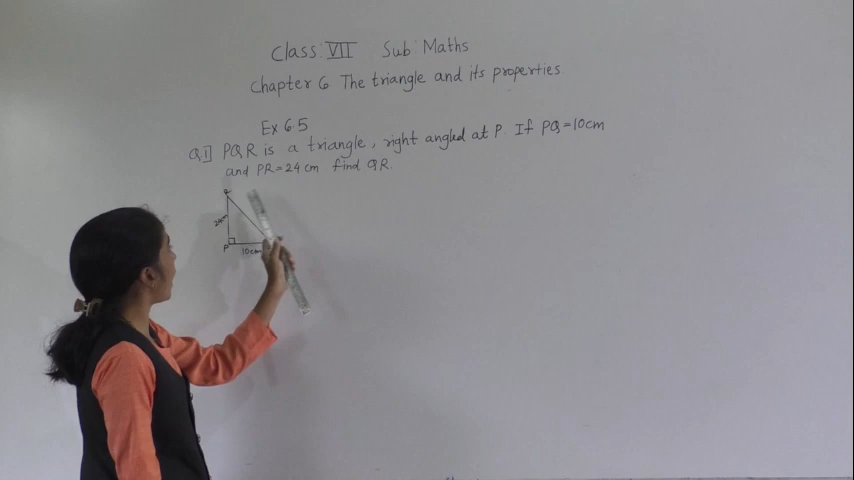 Class: VII Sub: Maths
Chapter 6 The triangle and its properties.
Ex 6.5
Q.1] PQR is a triangle, right angled at P. If PQ=10cm
and PR=24cm find QR.
R
24cm
P
10cm